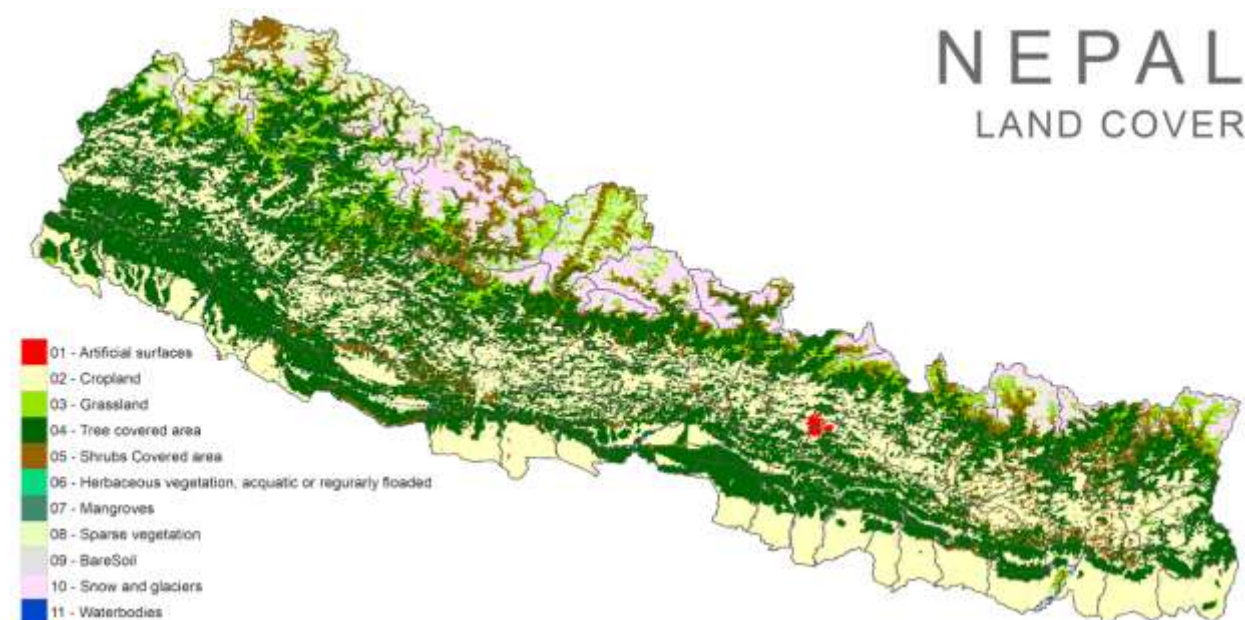 NEPAL
LAND COVER
01 - Artificial surfaces
02 - Cropland
03 - Grassland
04 - Tree covered area
05 - Shrubs Covered area
06 - Herbaceous vegetation, acquatic or regurarly floaded
07 - Mangroves
08 - Sparse vegetation
09 - BareSoil
10 - Snow and glaciers
11 - Waterbodies